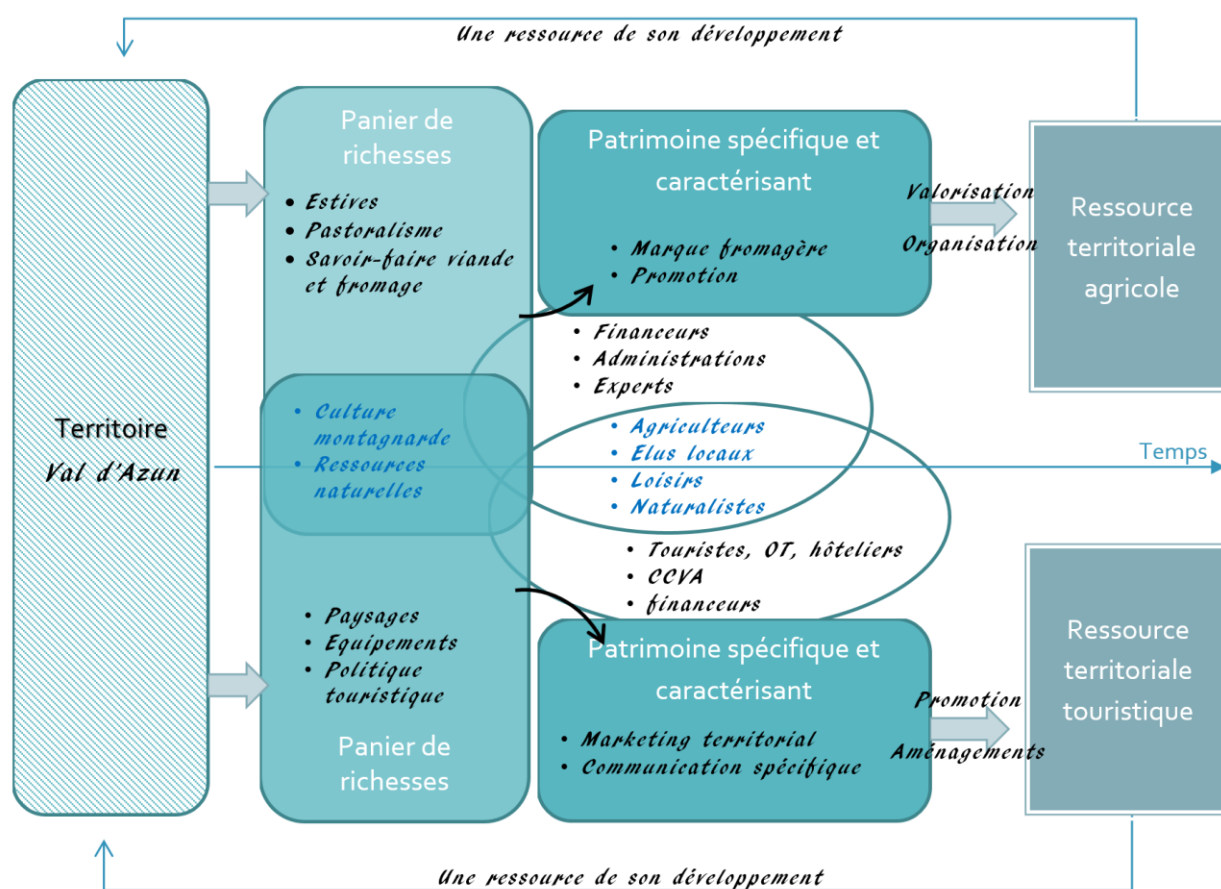 Une ressource de son développement
Panier de
richesses
• Estives
• Pastoralisme
• Savoir-faire viande
et fromage
Patrimoine spécifique et
caractérisant
• Marque fromagère
• Promotion
Valorisation
Organisation
Ressource
territoriale
agricole
• Financeurs
• Administrations
• Experts
Territoire
Val d'Azun
• Culture
montagnarde
• Ressources
naturelles
• Agriculteurs
• Elus locaux
• Loisirs
• Naturalistes
Temps
• Touristes, OT, hôteliers
• CCVA
• financeurs
• Paysages
• Equipements
• Politique
touristique
Panier de
richesses
Patrimoine spécifique et
caractérisant
• Marketing territorial
• Communication spécifique
Promotion
Aménagements
Ressource
territoriale
touristique
Une ressource de son développement